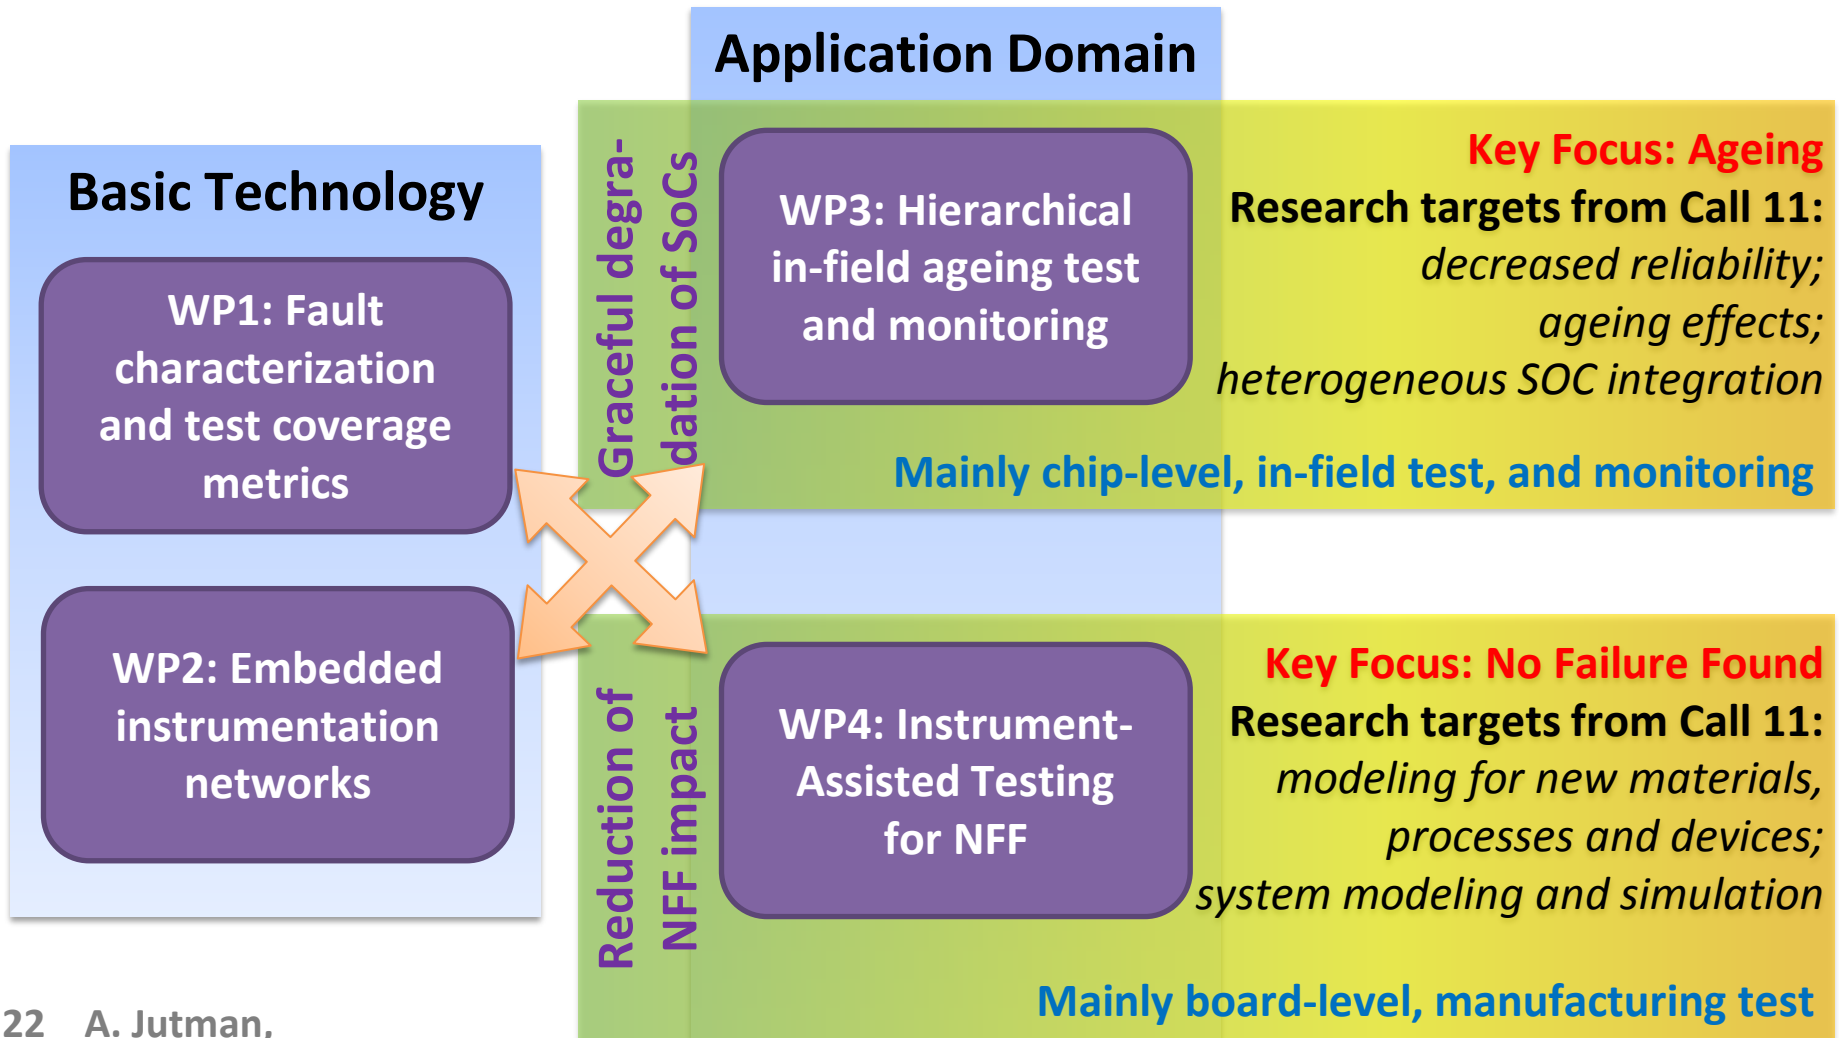 Application Domain
Basic Technology
WP1: Fault
characterization
and test coverage
metrics
WP2: Embedded
instrumentation
networks
Graceful degra-
dation of SoCs
WP3: Hierarchical
in-field ageing test
and monitoring
Key Focus: Ageing
Research targets from Call 11:
decreased reliability;
ageing effects;
heterogeneous SOC integration
Mainly chip-level, in-field test, and monitoring
Reduction of
NFF impact
WP4: Instrument-
Assisted Testing
for NFF
Key Focus: No Failure Found
Research targets from Call 11:
modeling for new materials,
processes and devices;
system modeling and simulation
Mainly board-level, manufacturing test
22 A. Jutman,